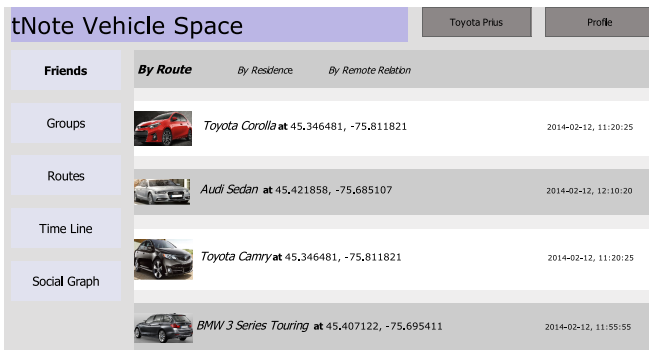 tNote Vehicle Space
Toyota Prius
Profile
Friends
By Route By Residence By Remote Relation
Groups
Toyota Corolla at 45.346481, -75.811821 2014-02-12, 11:20:25
Routes
Audi Sedan at 45.421858, -75.685107 2014-02-12, 12:10:20
Time Line
Toyota Camry at 45.346481, -75.811821 2014-02-12, 11:20:25
Social Graph
BMW 3 Series Touring at 45.407122, -75.695411 2014-02-12, 11:55:55